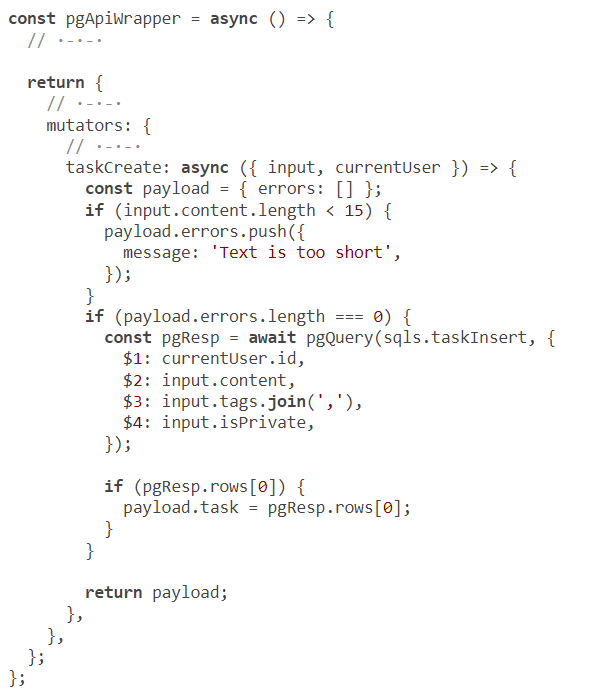 const pgApiWrapper = async () => {
  // ·-·-·

  return {
    // ·-·-·
    mutators: {
      // ·-·-·
      taskCreate: async ({ input, currentUser }) => {
        const payload = { errors: [] };
        if (input.content.length < 15) {
          payload.errors.push({
            message: 'Text is too short',
          });
        }
        if (payload.errors.length === 0) {
          const pgResp = await pgQuery(sqls.taskInsert, {
            $1: currentUser.id,
            $2: input.content,
            $3: input.tags.join(','),
            $4: input.isPrivate,
          });

          if (pgResp.rows[0]) {
            payload.task = pgResp.rows[0];
          }
        }

        return payload;
      },
    },
  };
};